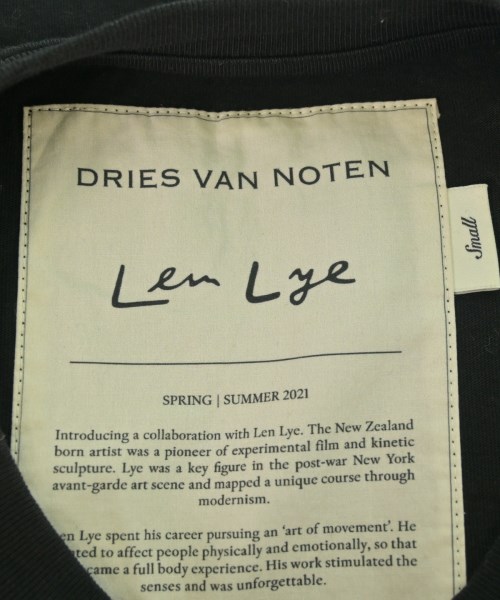 DRIES VAN NOTEN
Small
Len Lye
SPRING | SUMMER 2021
Introducing a collaboration with Len Lye. The New Zealand
born artist was a pioneer of experimental film and kinetic
sculpture. Lye was a key figure in the post-war New York
avant-garde art scene and mapped a unique course through
modernism.
Lye spent his career pursuing an ‘art of movement’. He
to affect people physically and emotionally, so that
a full body experience. His work stimulated the
senses and was unforgettable.